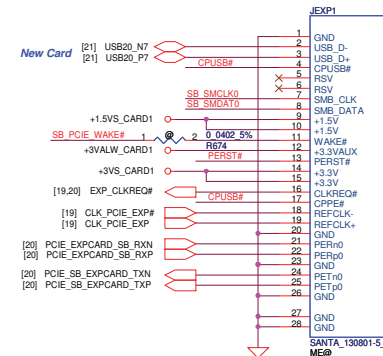 JEXP1
New Card
[21] USB20_N7
[21] USB20_P7
CPUSB#
SB_SMCLK0
SB_SMDAT0
+1.5VS_CARD1
SB_PCIE_WAKE# 1 @ 2 0_0402_5%
+3VALW_CARD1 R674
PERST#
+3VS_CARD1
[19,20] EXP_CLKREQ#
CPUSB#
[19] CLK_PCIE_EXP#
[19] CLK_PCIE_EXP
[20] PCIE_EXPCARD_SB_RXN
[20] PCIE_EXPCARD_SB_RXP
[20] PCIE_SB_EXPCARD_TXN
[20] PCIE_SB_EXPCARD_TXP
1 GND
2 USB_D-
3 USB_D+
4 CPUSB#
5 RSV
6 RSV
7 SMB_CLK
8 SMB_DATA
9 +1.5V
10 +1.5V
11 WAKE#
12 +3.3VAUX
13 PERST#
14 +3.3V
15 +3.3V
16 CLKREQ#
17 CPPE#
18 REFCLK-
19 REFCLK+
20 GND
21 PERn0
22 PERp0
23 GND
24 PETn0
25 PETp0
26 GND
27 GND
28 GND
SANTA_130801-5_
ME@